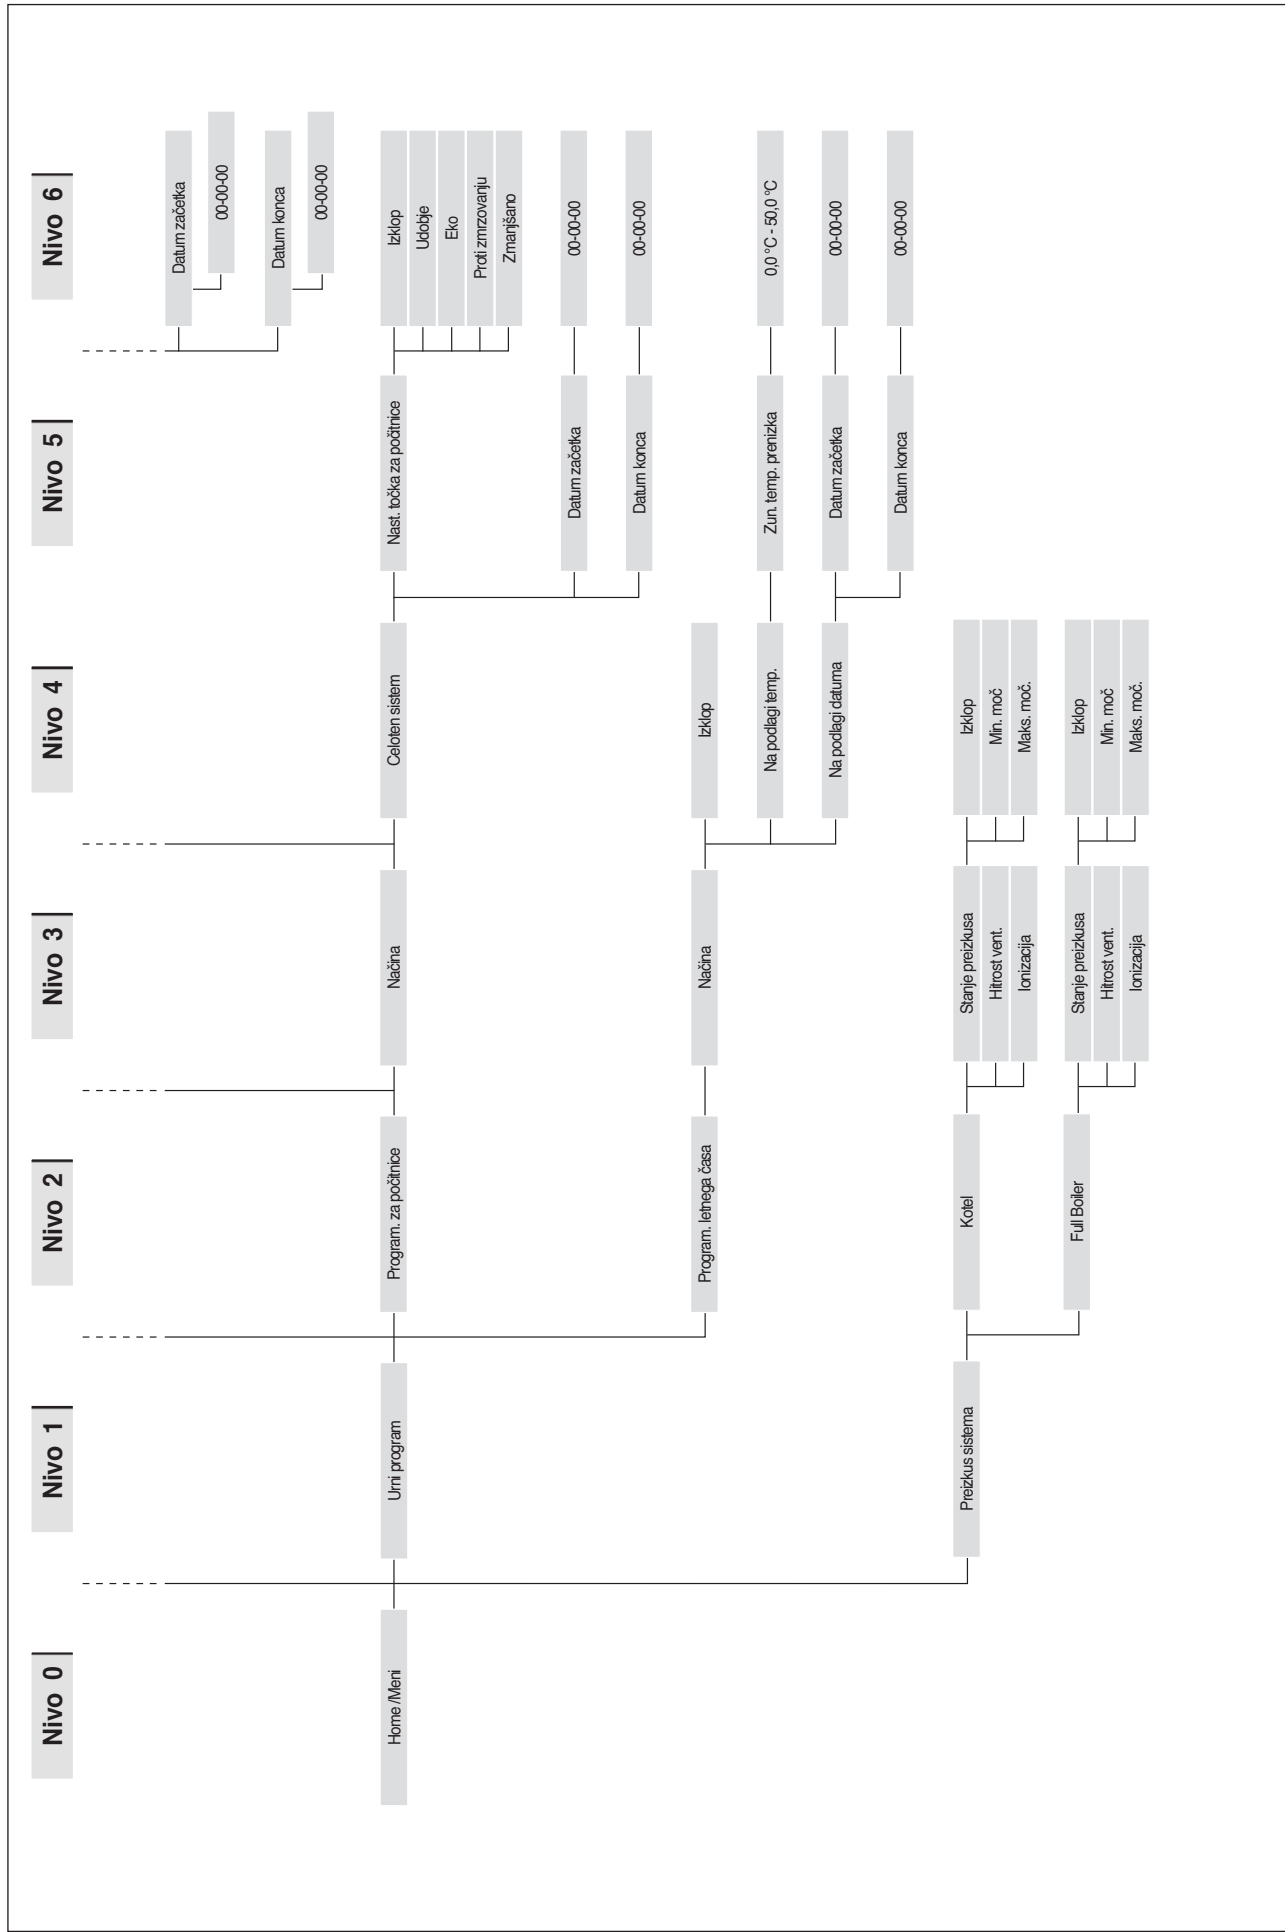 Nivo 0
Nivo 1
Nivo 2
Nivo 3
Nivo 4
Nivo 5
Nivo 6
Datum začetka
00-00-00
Datum konca
00-00-00
Home /Meni
Urni program
Program. za počitnice
Načina
Celoten sistem
Nast. točka za počitnice
Izklop
Udobje
Eko
Proti zmrzovanju
Zmanjšano
Datum začetka
00-00-00
Datum konca
00-00-00
Program. letnega časa
Načina
Izklop
Na podlagi temp.
Zun. temp. prenizka
0,0 °C - 50,0 °C
Na podlagi datuma
Datum začetka
00-00-00
Datum konca
00-00-00
Preizkus sistema
Kotel
Stanje preizkusa
Izklop
Hitrost vent.
Min. moč
Ionizacija
Maks. moč.
Full Boiler
Stanje preizkusa
Izklop
Hitrost vent.
Min. moč
Ionizacija
Maks. moč.